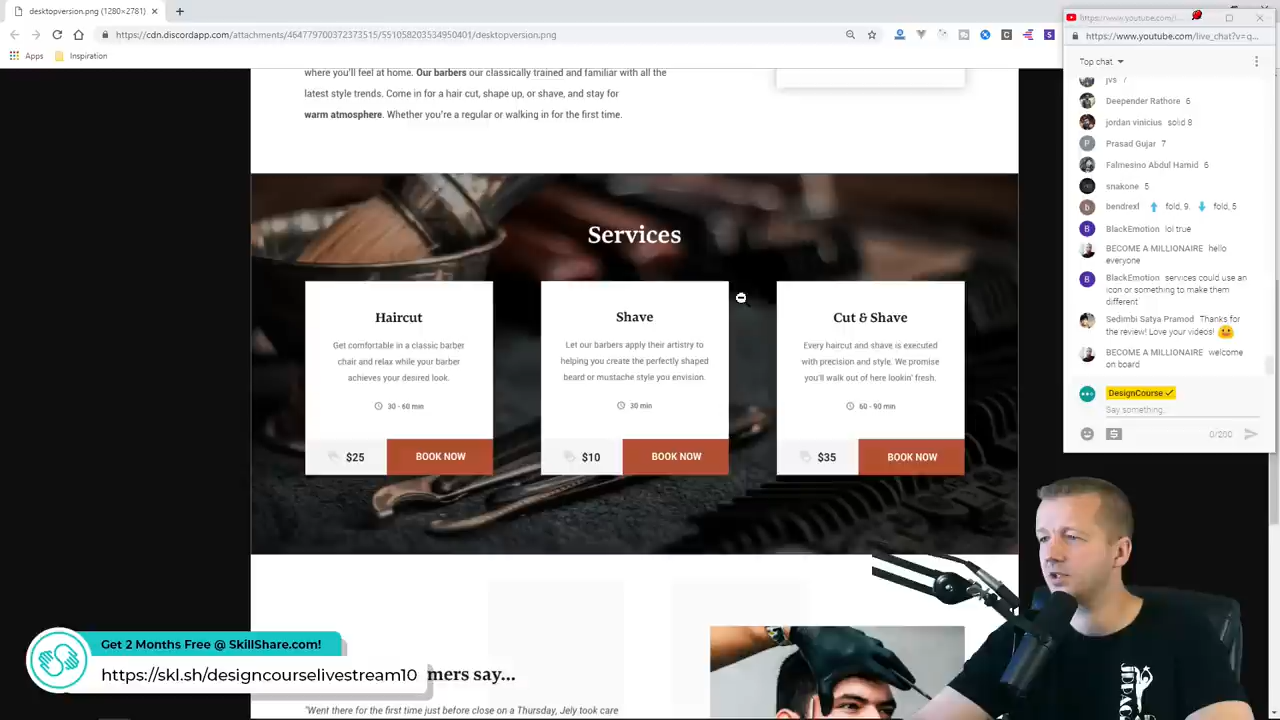 desktopversion.png (1280×2781)
https://cdn.discordapp.com/attachments/464779700372373515/551058203534950401/desktopversion.png
Apps
Inspiration
where you'll feel at home. Our barbers our classically trained and familiar with all the
latest style trends. Come in for a hair cut, shape up, or shave, and stay for
warm atmosphere. Whether you're a regular or walking in for the first time.
Services
Haircut
Get comfortable in a classic barber
chair and relax while your barber
achieves your desired look.
30 - 60 min
$25
BOOK NOW
Shave
Let our barbers apply their artistry to
helping you create the perfectly shaped
beard or mustache style you envision.
30 min
$10
BOOK NOW
Cut & Shave
Every haircut and shave is executed
with precision and style. We promise
you'll walk out of here lookin' fresh.
60 - 90 min
$35
BOOK NOW
mers say...
"Went there for the first time just before close on a Thursday, Jely took care
Get 2 Months Free @ SkillShare.com!
https://skl.sh/designcourselivestream10
https://www.youtube.com/l...
https://www.youtube.com/live_chat?v=q...
Top chat
jvs 7
Deepender Rathore 6
jordan vinicius solid 8
Prasad Gujar 7
Falmesino Abdul Hamid 6
snakone 5
bendrexl fold, 9. fold, 5
BlackEmotion lol true
BECOME A MILLIONAIRE hello
everyone
BlackEmotion services could use an
icon or something to make them
different
Sedimbi Satya Pramod Thanks for
the review! Love your videos!
BECOME A MILLIONAIRE welcome
on board
DesignCourse
Say something...
0/200